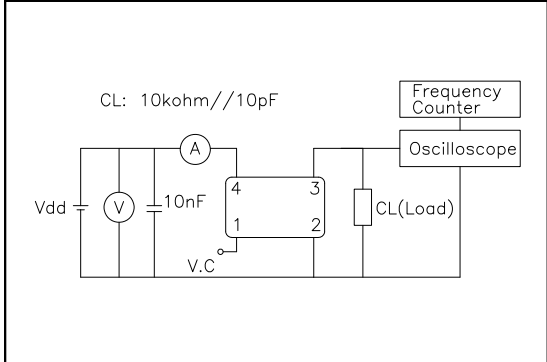 Frequency
Counter
CL: 10kohm//10pF
A
Oscilloscope
4
3
Vdd
V
10nF
CL(Load)
1
2
V.C